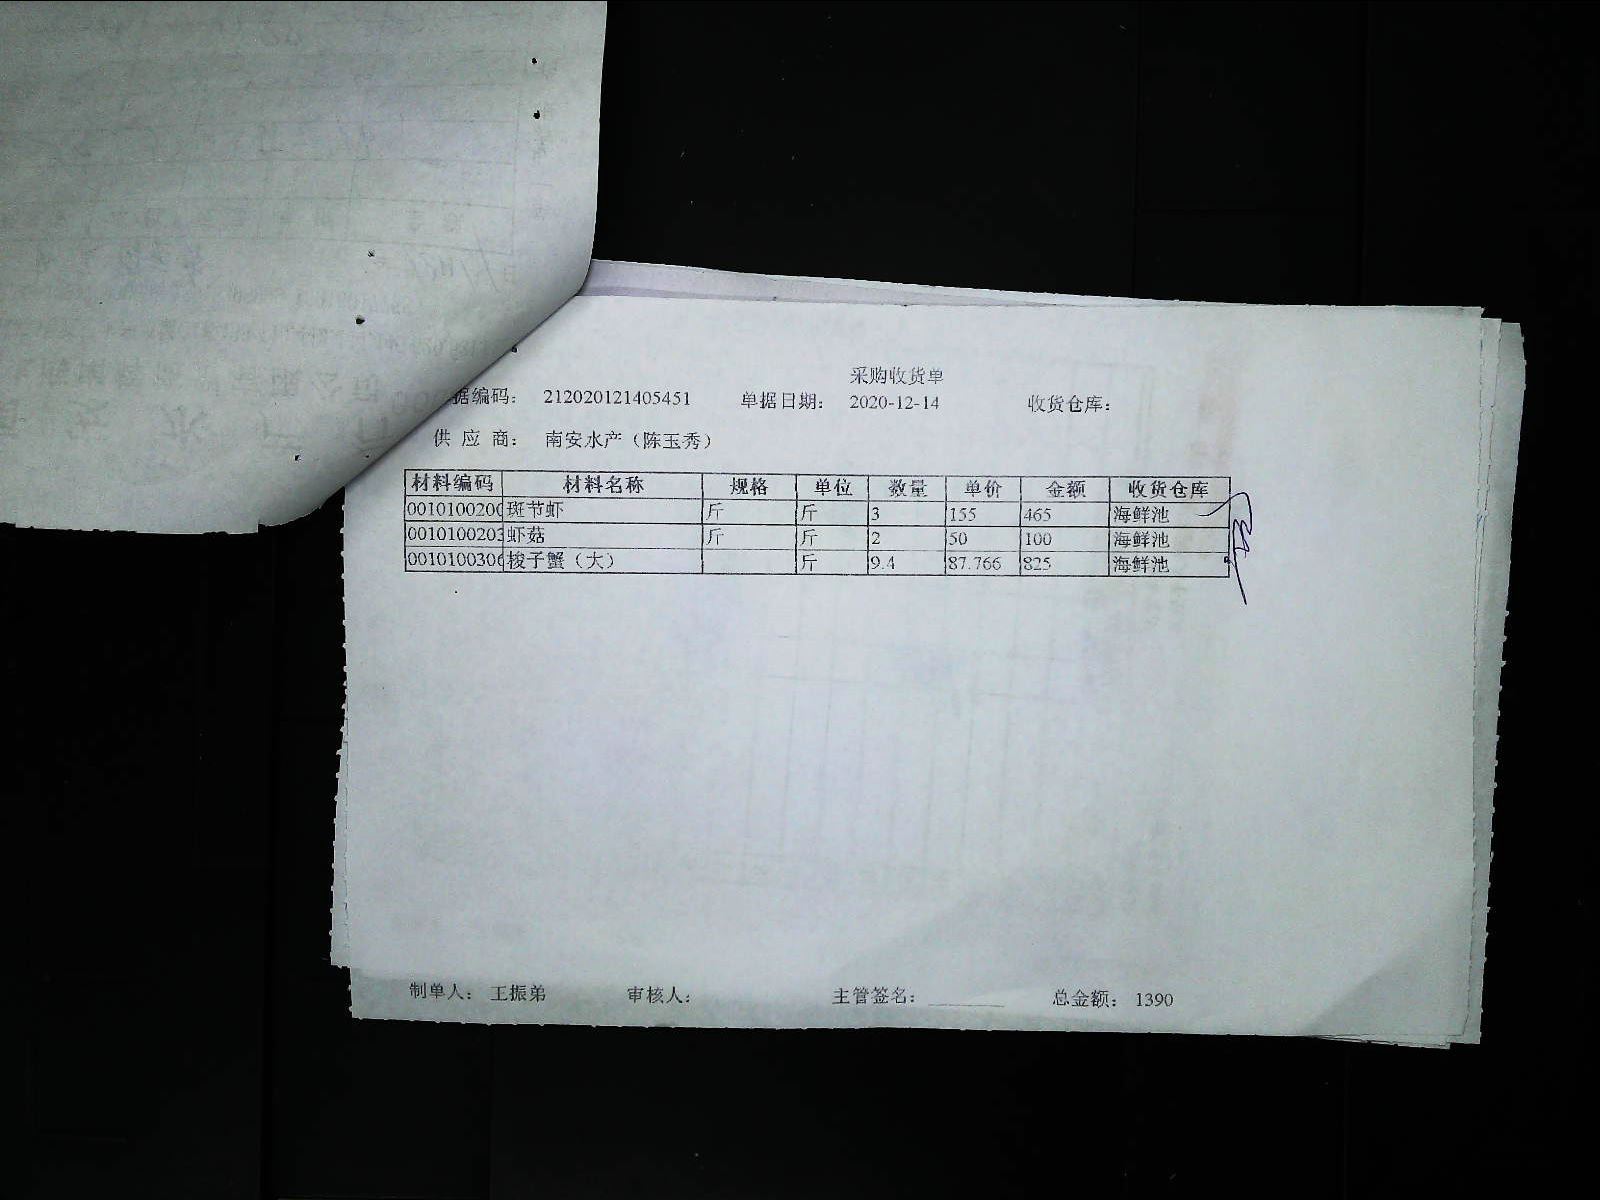 采购收货单
据编码: 212020121405451 单据日期: 2020-12-14 收货仓库:
供 应 商: 南安水产（陈玉秀）
材料编码 材料名称 规格 单位 数量 单价 金额 收货仓库
0010100200 斑节虾 斤 斤 3 155 465 海鲜池
0010100203 虾菇 斤 斤 2 50 100 海鲜池
0010100306 梭子蟹（大） 斤 9.4 87.766 825 海鲜池
制单人: 王振弟 审核人: 主管签名: 总金额: 1390